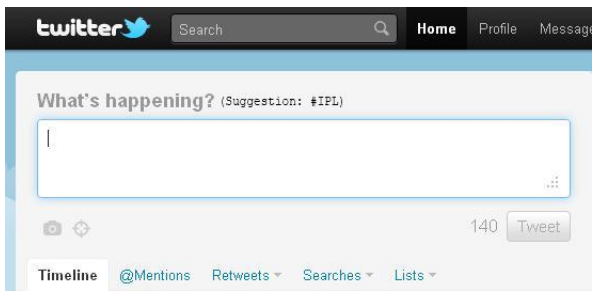 twitter Search Home Profile Message
What's happening? (Suggestion: #IPL)
140 Tweet
Timeline @Mentions Retweets Searches Lists